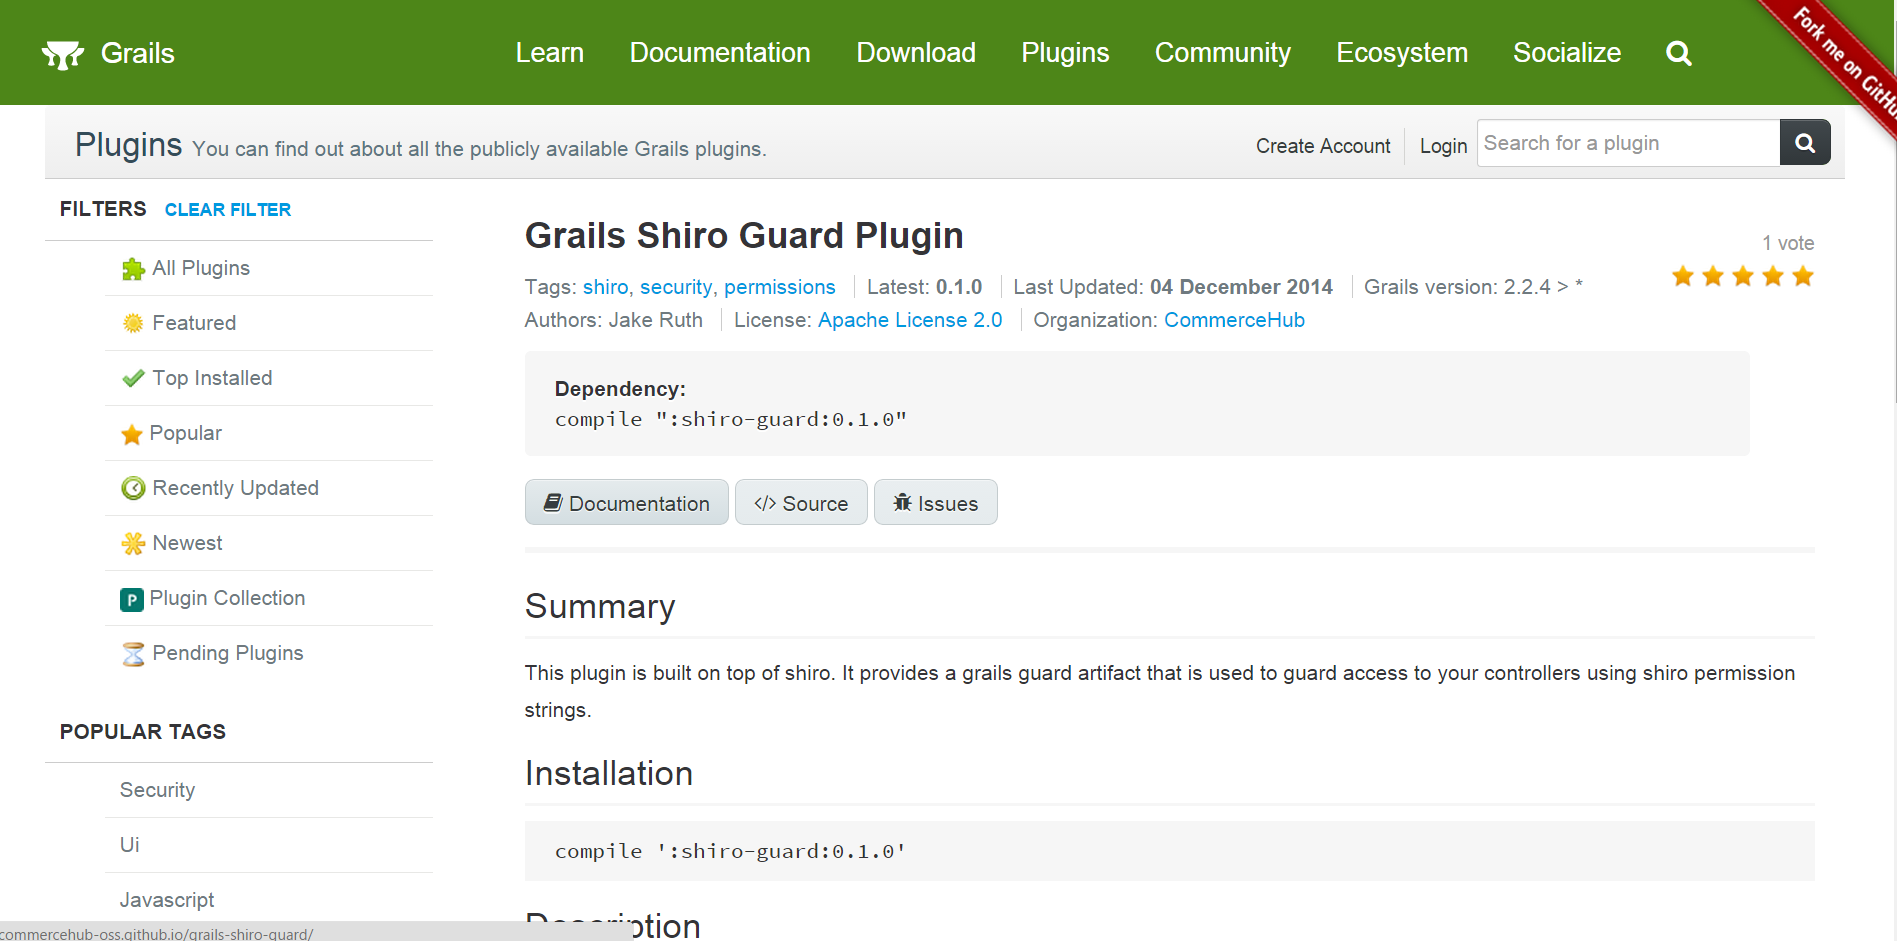 Grails
Learn
Documentation
Download
Plugins
Community
Ecosystem
Socialize
Fork me on GitHu
Plugins You can find out about all the publicly available Grails plugins.
Create Account
Login
Search for a plugin
FILTERS CLEAR FILTER
All Plugins
Featured
Top Installed
Popular
Recently Updated
Newest
P Plugin Collection
Pending Plugins
POPULAR TAGS
Security
Ui
Javascript
Grails Shiro Guard Plugin
1 vote
Tags: shiro, security, permissions Latest: 0.1.0 Last Updated: 04 December 2014 Grails version: 2.2.4 > *
Authors: Jake Ruth License: Apache License 2.0 Organization: CommerceHub
Dependency:
compile ":shiro-guard:0.1.0"
Documentation
</> Source
Issues
Summary
This plugin is built on top of shiro. It provides a grails guard artifact that is used to guard access to your controllers using shiro permission
strings.
Installation
compile ':shiro-guard:0.1.0'
Description
commercehub-oss.github.io/grails-shiro-guard/